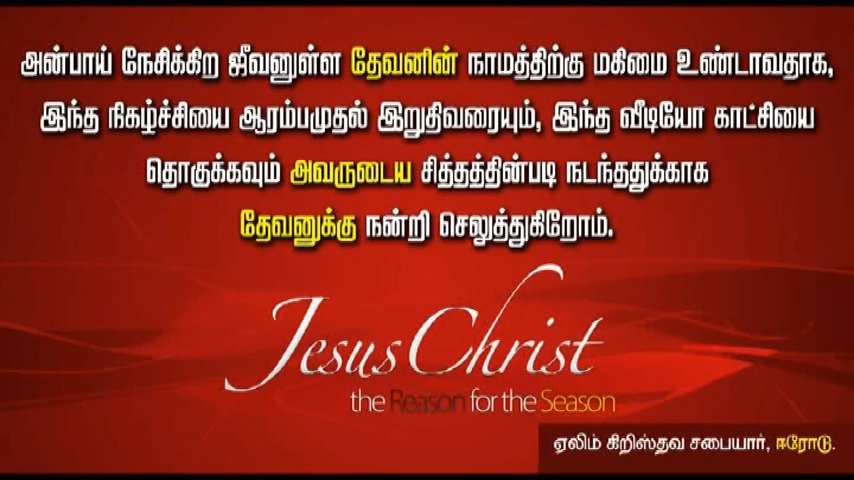 அன்பாய் நேசிக்கிற ஜீவனுள்ள தேவனின் நாமத்திற்கு மகிமை உண்டாவதாக,
இந்த நிகழ்ச்சியை ஆரம்பமுதல் இறுதிவரையும், இந்த வீடியோ காட்சியை
தொகுக்கவும் அவருடைய சித்தத்தின்படி நடந்ததுக்காக
தேவனுக்கு நன்றி செலுத்துகிறோம்.
Jesus Christ
the Reason for the Season
ஏலிம் கிறிஸ்தவ சபையார், ஈரோடு.